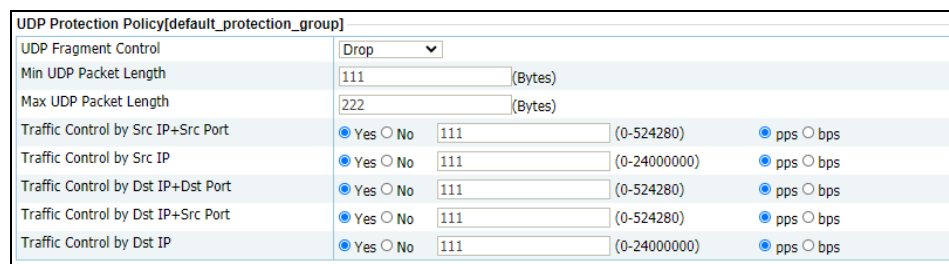 UDP Protection Policy[default_protection_group]
UDP Fragment Control Drop
Min UDP Packet Length 111 (Bytes)
Max UDP Packet Length 222 (Bytes)
Traffic Control by Src IP+Src Port Yes No 111 (0-524280) pps bps
Traffic Control by Src IP Yes No 111 (0-24000000) pps bps
Traffic Control by Dst IP+Dst Port Yes No 111 (0-524280) pps bps
Traffic Control by Dst IP+Src Port Yes No 111 (0-524280) pps bps
Traffic Control by Dst IP Yes No 111 (0-24000000) pps bps